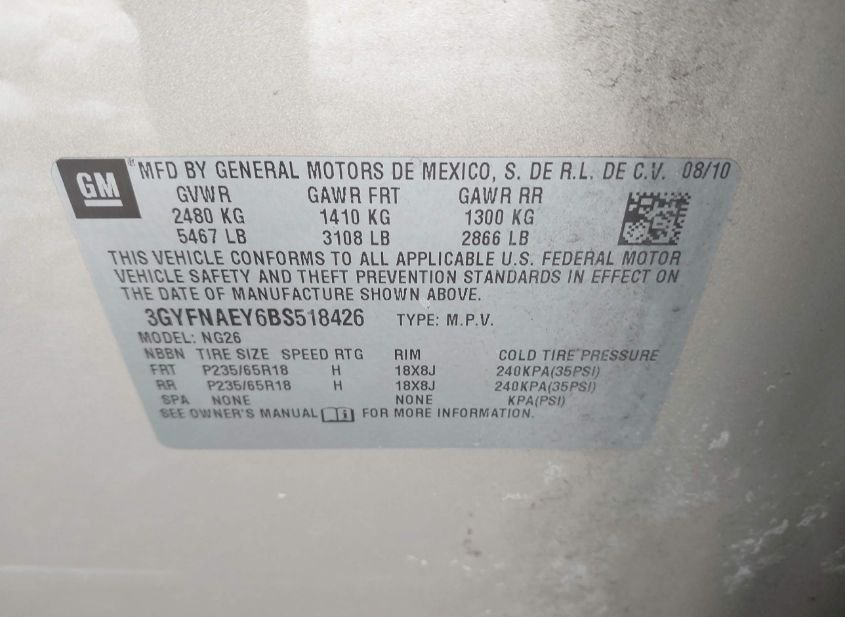 GM ® MFD BY GENERAL MOTORS DE MEXICO, S. DE R.L. DE C.V. 08/10
GVWR GAWR FRT GAWR RR
2480 KG 1410 KG 1300 KG
5467 LB 3108 LB 2866 LB
THIS VEHICLE CONFORMS TO ALL APPLICABLE U.S. FEDERAL MOTOR
VEHICLE SAFETY AND THEFT PREVENTION STANDARDS IN EFFECT ON
THE DATE OF MANUFACTURE SHOWN ABOVE.
3GYFNAEY6BS518426 TYPE: M.P.V.
MODEL: NG26
NBBN TIRE SIZE SPEED RTG RIM COLD TIRE PRESSURE
FRT P235/65R18 H 18X8J 240KPA(35PSI)
RR P235/65R18 H 18X8J 240KPA(35PSI)
SPA NONE NONE KPA(PSI)
SEE OWNER'S MANUAL FOR MORE INFORMATION.